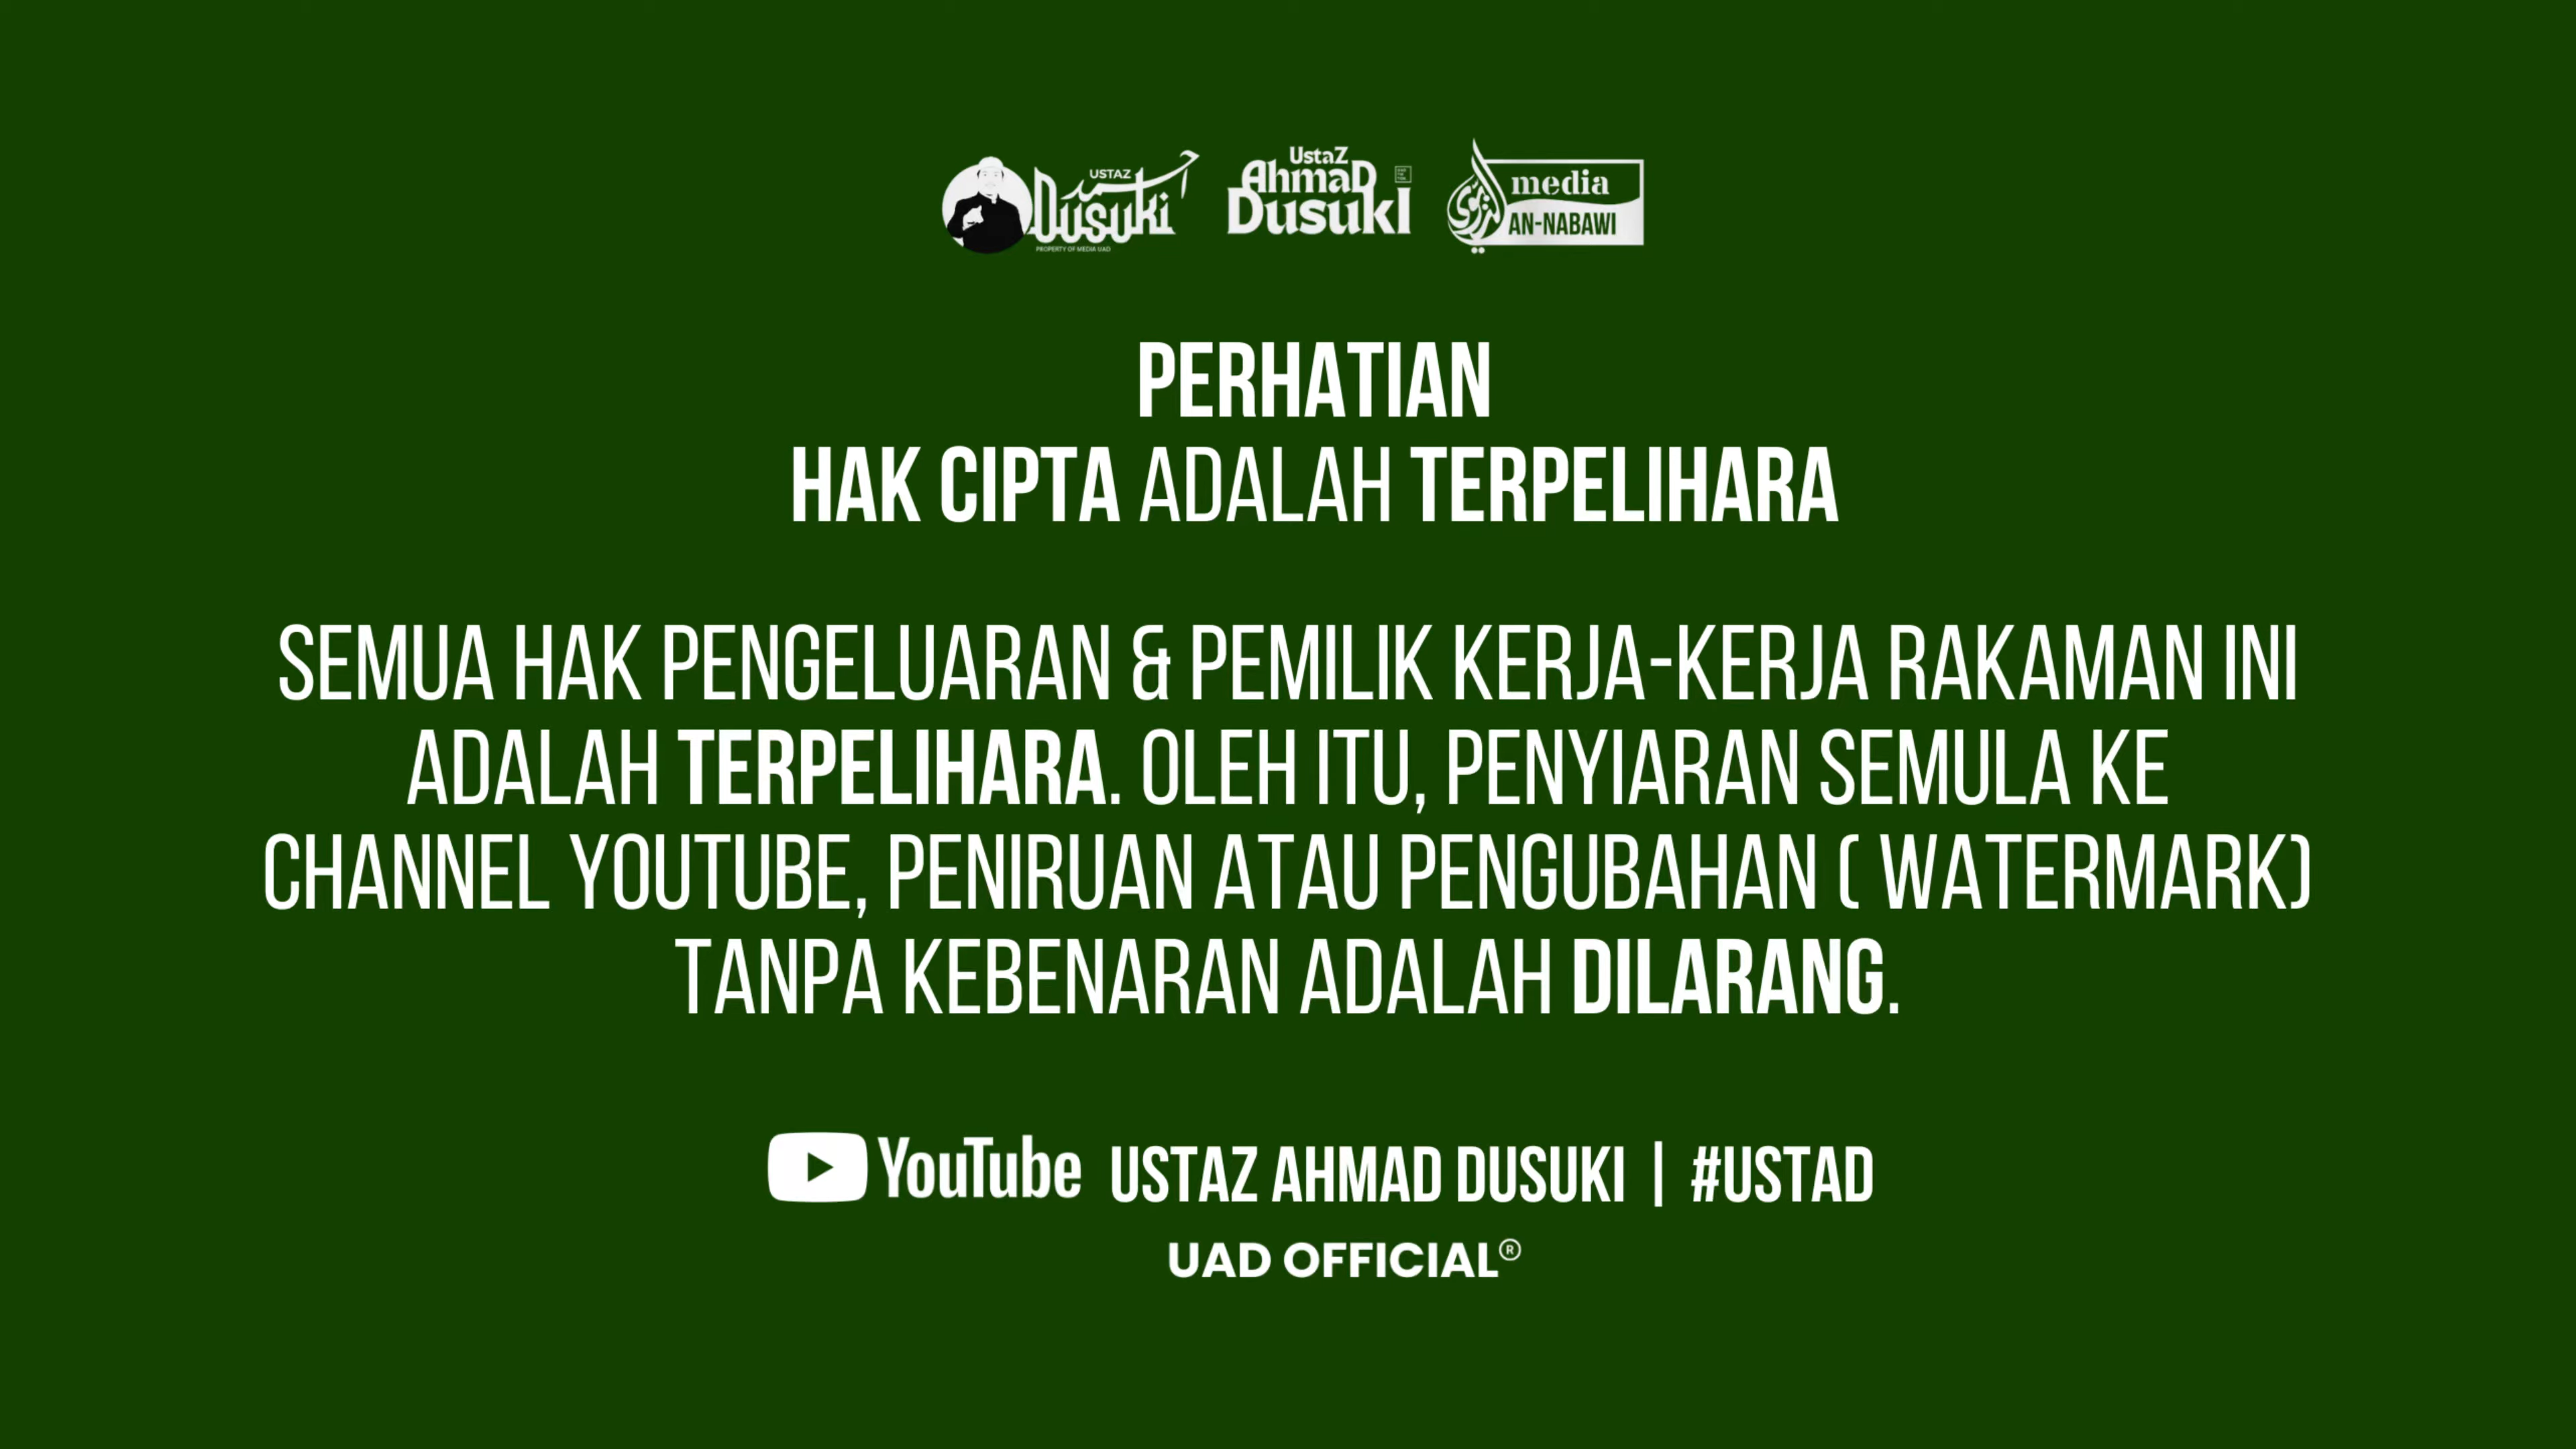 USTAZ
أحمد
Dusuki
PROPERTY OF MEDIA UAD
UstaZ
AhmaD
DusukI
media
AN-NABAWI
PERHATIAN
HAK CIPTA ADALAH TERPELIHARA
SEMUA HAK PENGELUARAN & PEMILIK KERJA-KERJA RAKAMAN INI
ADALAH TERPELIHARA. OLEH ITU, PENYIARAN SEMULA KE
CHANNEL YOUTUBE, PENIRUAN ATAU PENGUBAHAN ( WATERMARK)
TANPA KEBENARAN ADALAH DILARANG.
YouTube USTAZ AHMAD DUSUKI | #USTAD
UAD OFFICIAL®